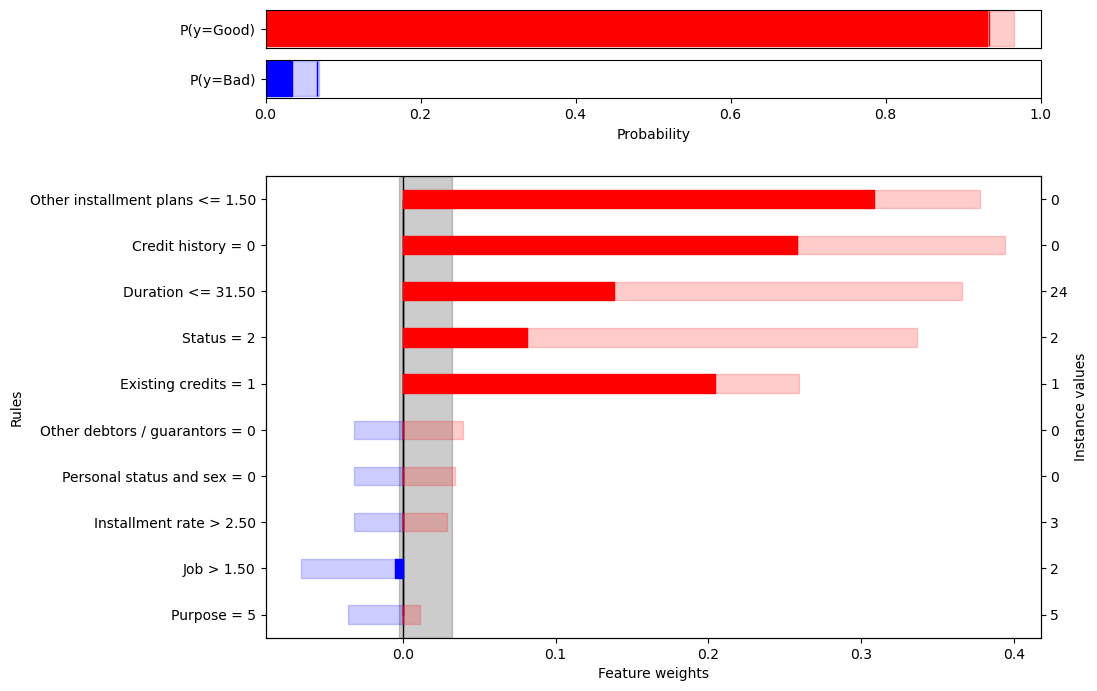 P(y=Good)
P(y=Bad)
0.0 0.2 0.4 0.6 0.8 1.0
Probability
Other installment plans <= 1.50 0
Credit history = 0 0
Duration <= 31.50 24
Status = 2 2
Existing credits = 1 1
Rules
Instance values
Other debtors / guarantors = 0 0
Personal status and sex = 0 0
Installment rate > 2.50 3
Job > 1.50 2
Purpose = 5 5
0.0 0.1 0.2 0.3 0.4
Feature weights